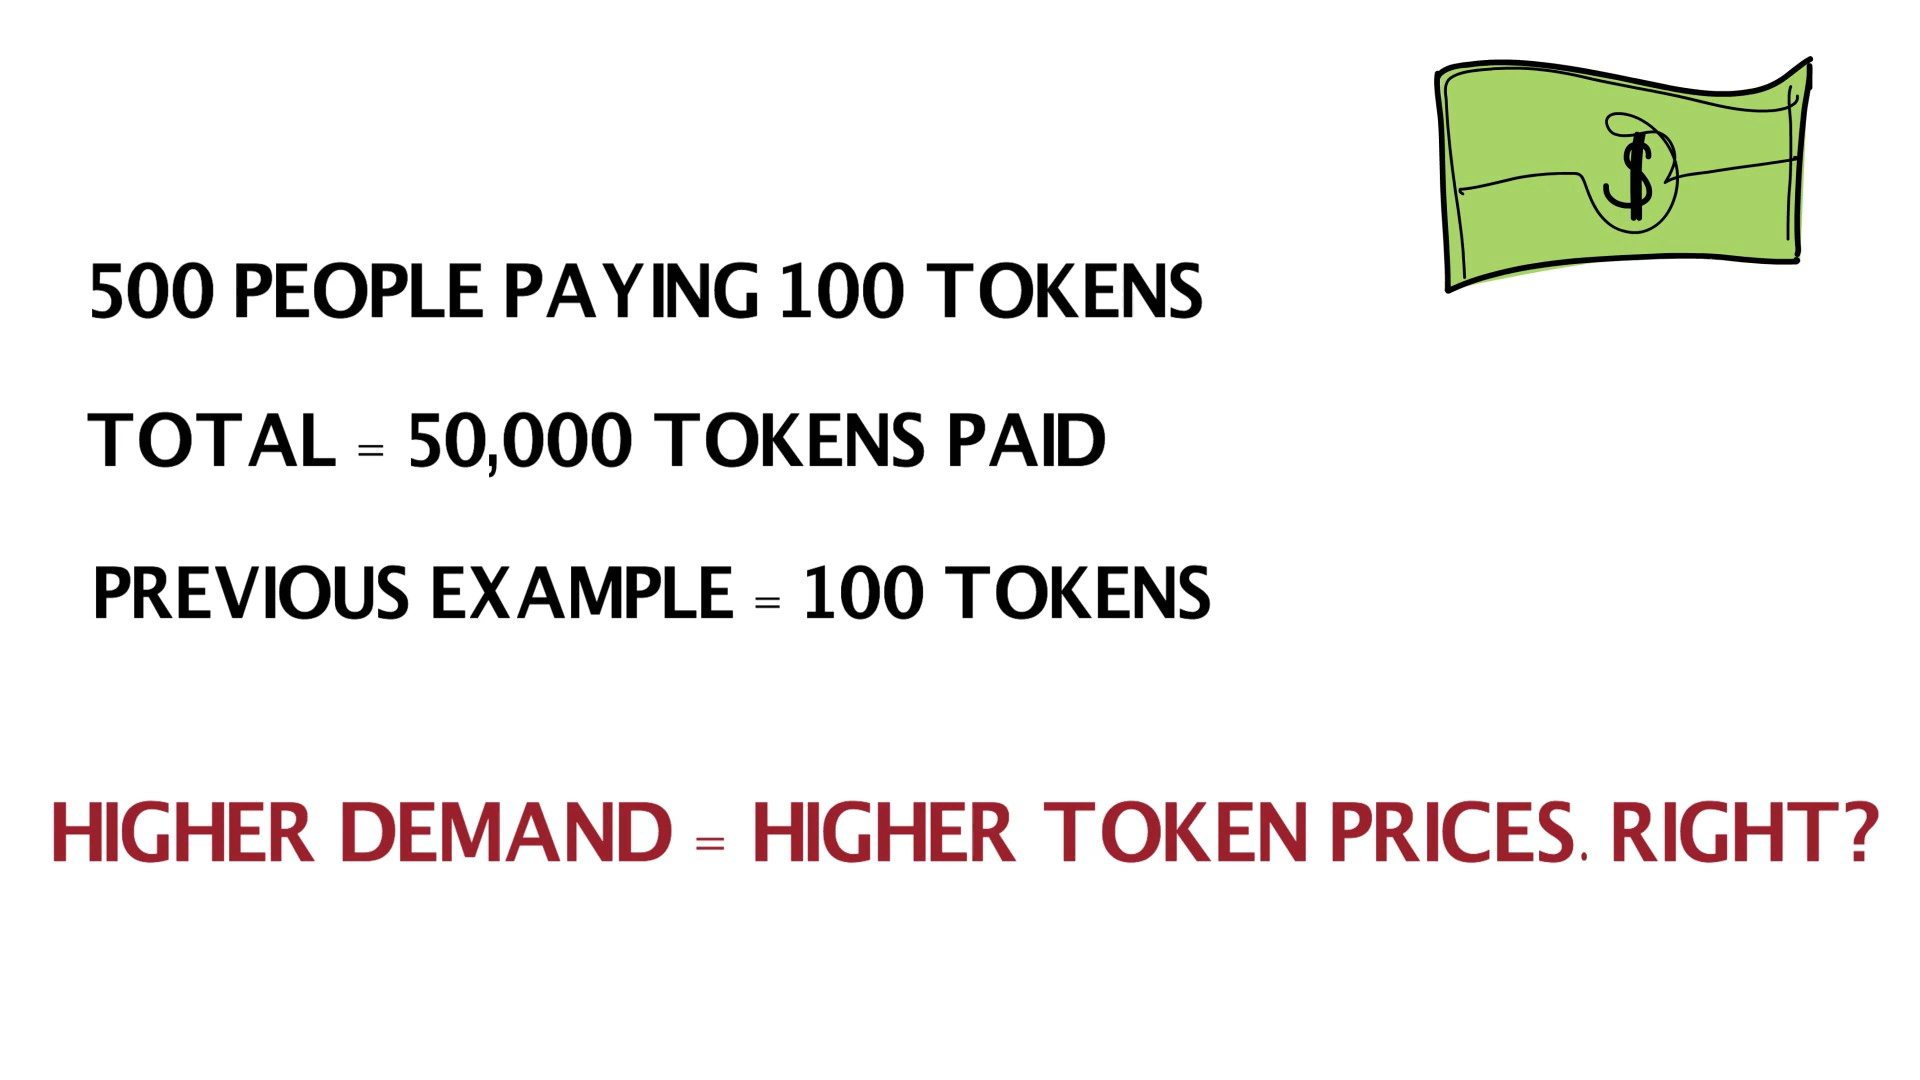 $
500 PEOPLE PAYING 100 TOKENS
TOTAL = 50,000 TOKENS PAID
PREVIOUS EXAMPLE = 100 TOKENS
HIGHER DEMAND = HIGHER TOKEN PRICES. RIGHT?